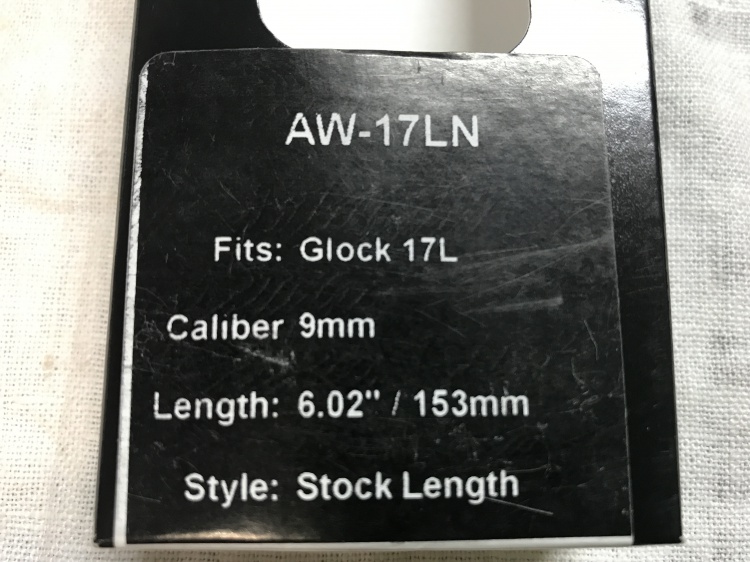 AW-17LN
Fits: Glock 17L
Caliber 9mm
Length: 6.02" / 153mm
Style: Stock Length